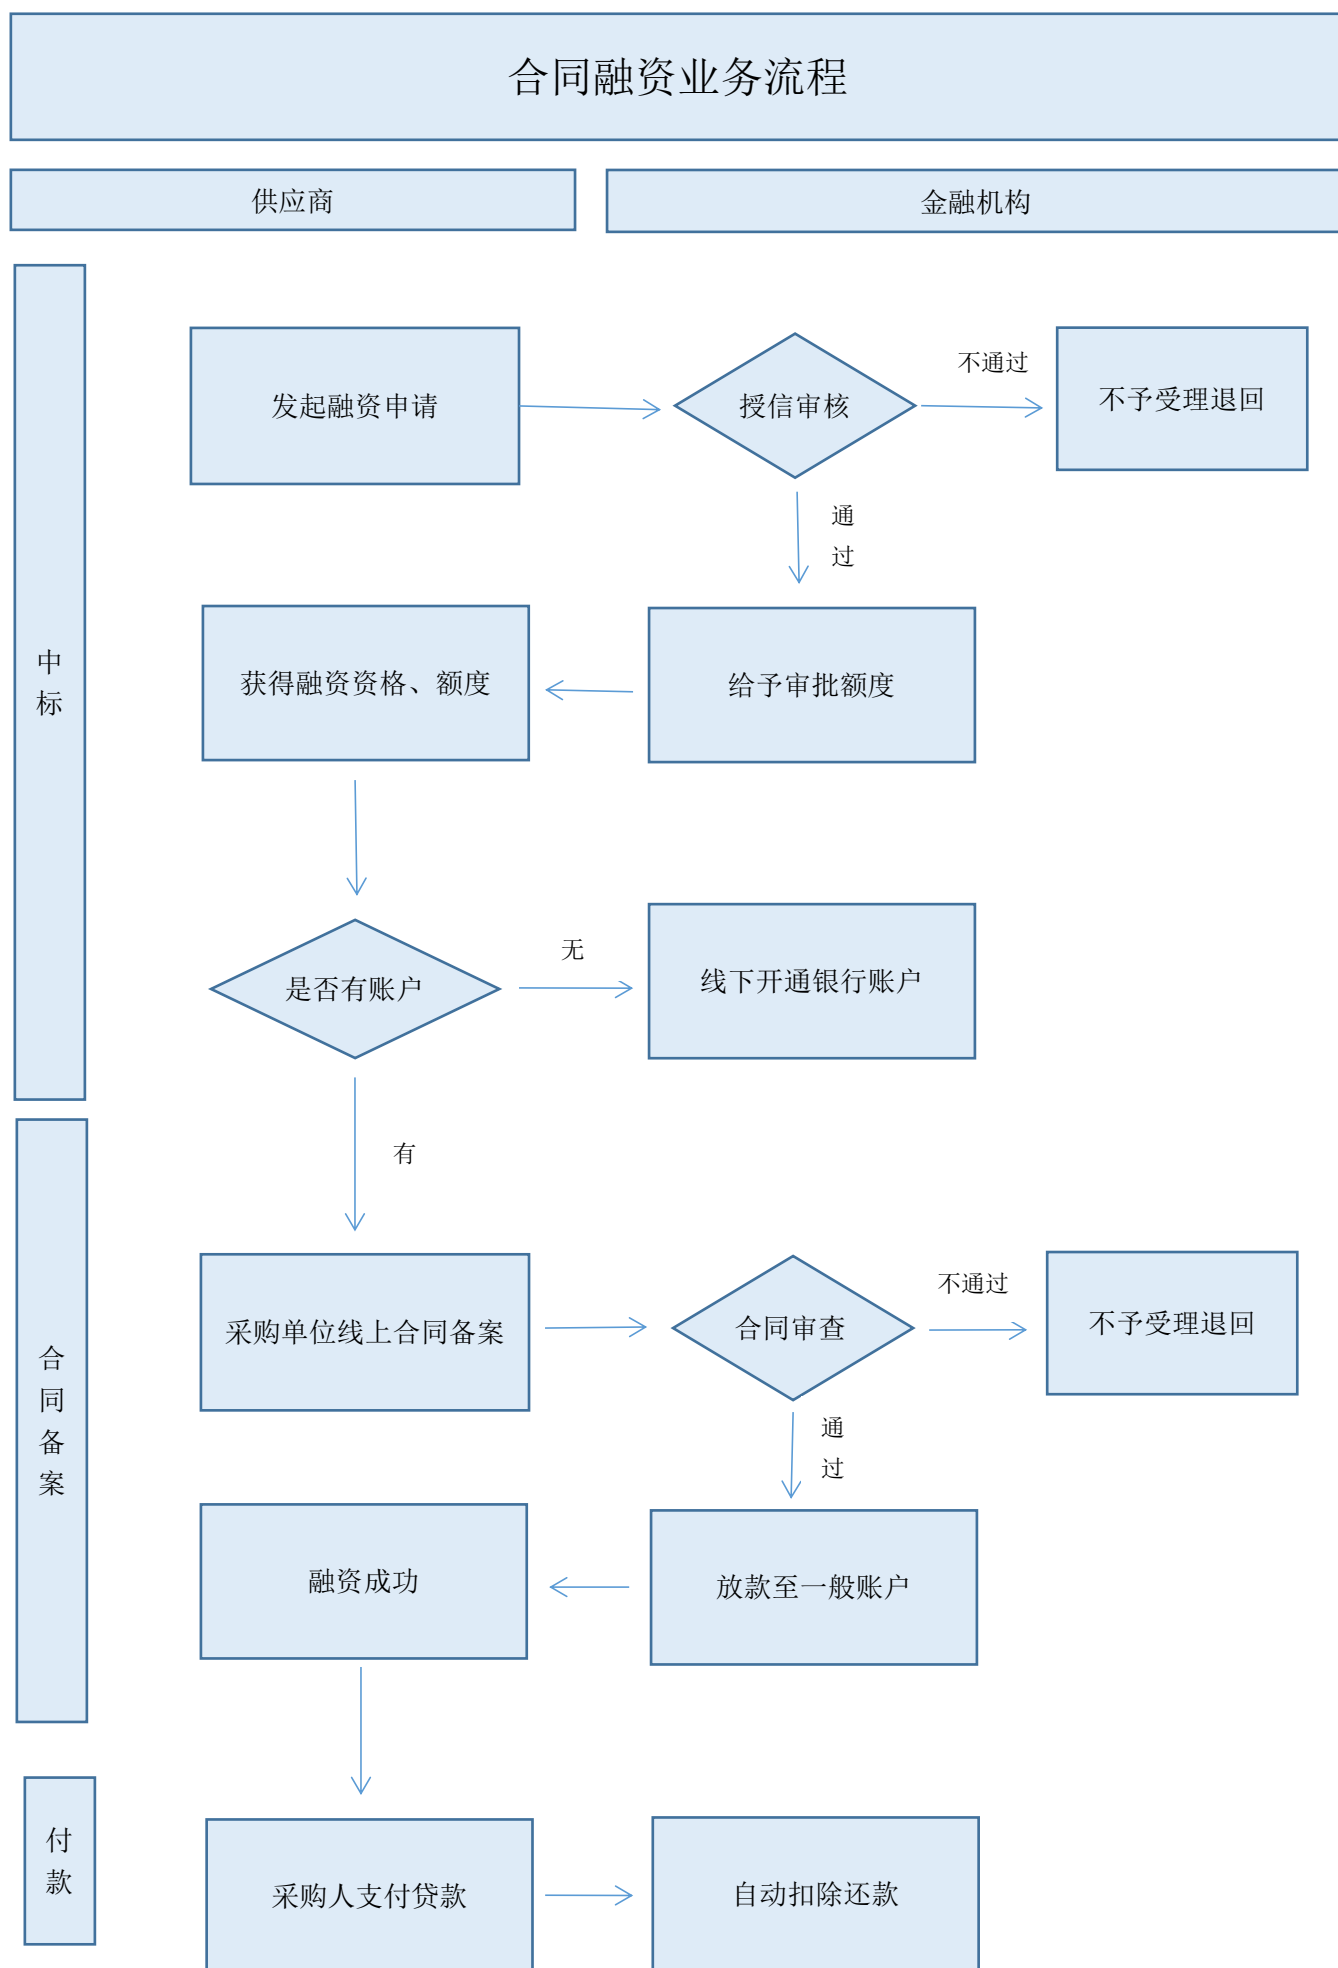 合同融资业务流程
供应商
金融机构
中
标
发起融资申请
授信审核
不通过
不予受理退回
通
过
获得融资资格、额度
给予审批额度
是否有账户
无
线下开通银行账户
有
合
同
备
案
采购单位线上合同备案
合同审查
不通过
不予受理退回
通
过
融资成功
放款至一般账户
付
款
采购人支付贷款
自动扣除还款